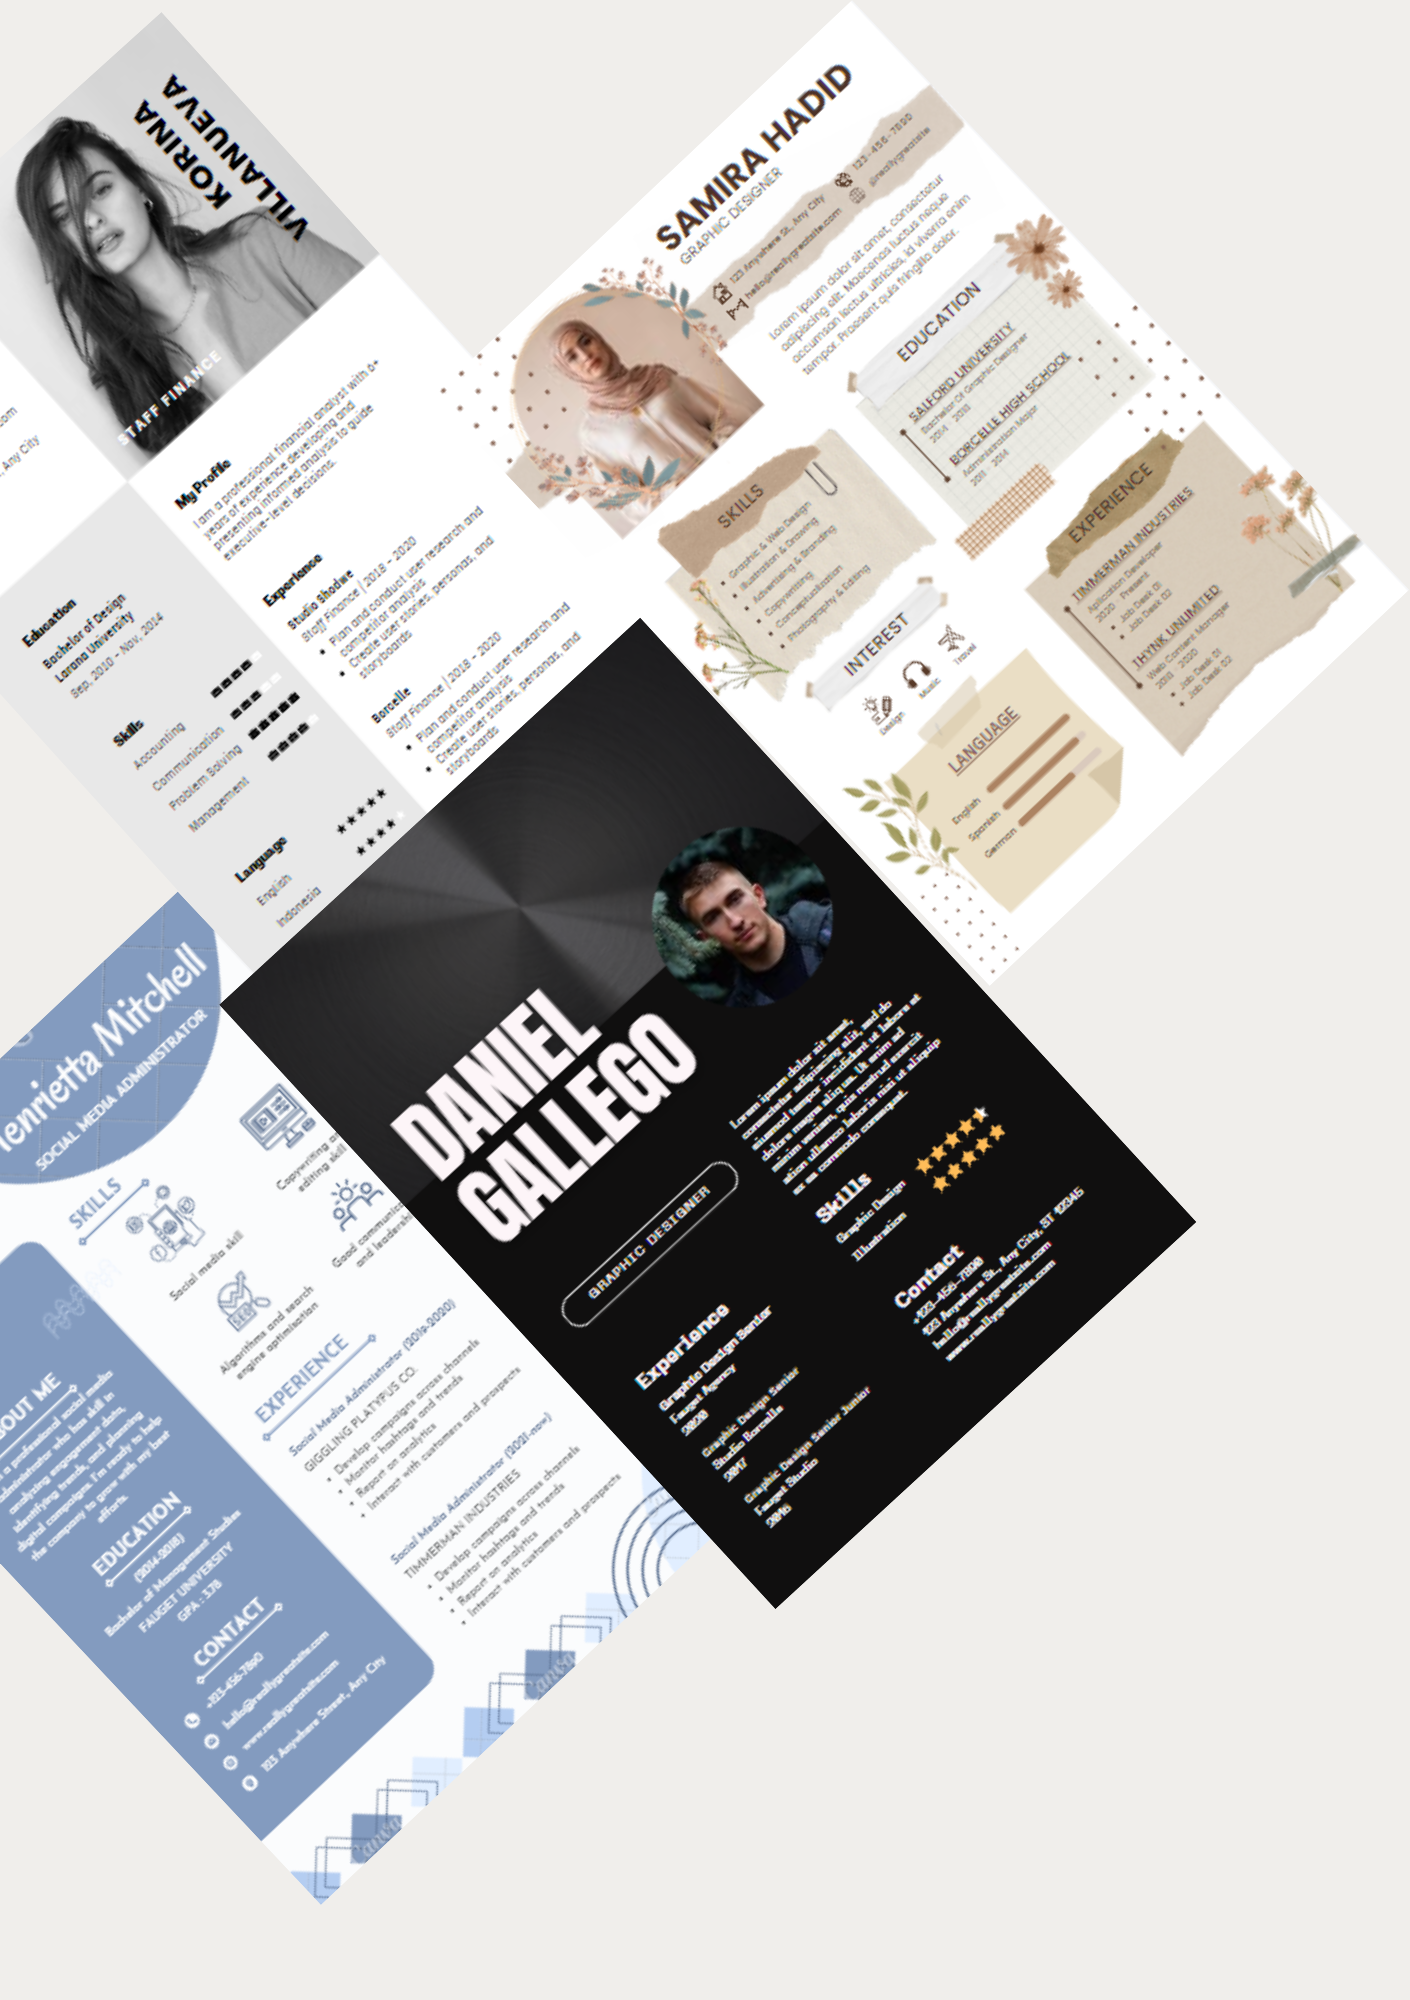 KORINA
VILLANUEVA
STAFF FINANCE
, Any City
My Profile
I am a professional financial analyst with 6+
years of experience developing and
presenting informed analysis to guide
executive-level decisions.
Education
Bachelor of Design
Larana University
Sep, 2010 - Nov, 2014
Skills
Accounting
Communication
Problem Solving
Management
Language
English
Indonesia
Experience
Studio Shodwe
Staff Finance | 2018 - 2020
Plan and conduct user research and
competitor analysis
Create user stories, personas, and
storyboards
Borcelle
Staff Finance | 2018 - 2020
Plan and conduct user research and
competitor analysis
Create user stories, personas, and
storyboards
SAMIRA HADID
GRAPHIC DESIGNER
123 Anywhere St., Any City
123-456-7890
hello@reallygreatsite.com
@reallygreatsite
Lorem ipsum dolor sit amet, consectetur
adipiscing elit. Maecenas luctus neque
accumsan lectus ultricies, id viverra enim
tempor. Praesent quis fringilla dolor.
EDUCATION
SALFORD UNIVERSITY
Bachelor Of Graphic Designer
2014 - 2018
BORCELLE HIGH SCHOOL
Administration Major
2011 - 2014
SKILLS
Graphic & Web Design
Illustration & Drawing
Advertising & Branding
Copywriting
Conceptualization
Photography & Editing
EXPERIENCE
TIMMERMAN INDUSTRIES
Aplication Developer
2020 - Present
Job Desk 01
Job Desk 02
THYNK UNLIMITED
Web Content Manager
2018 - 2020
Job Desk 01
Job Desk 02
INTEREST
Design
Music
Travel
LANGUAGE
English
Spanish
German
enrietta Mitchell
SOCIAL MEDIA ADMINISTRATOR
SKILLS
Social media skill
Copywriting
editing skill
Algorithms and search
engine optimisation
Good communic
and leadersh
OUT ME
a professional social media
administrator who has skill in
analyzing engagement data,
identifying trends, and planning
digital campaigns. I'm ready to help
the company to grow with my best
efforts.
EDUCATION
(2014-2018)
Bachelor of Management Studies
FAUGET UNIVERSITY
GPA : 3.78
CONTACT
+123-456-7890
hello@reallygreatsite.com
www.reallygreatsite.com
123 Anywhere Street, Any City
EXPERIENCE
Social Media Administrator (2019-2020)
GIGGLING PLATYPUS CO.
Develop campaigns across channels
Monitor hashtags and trends
Report on analytics
Interact with customers and prospects
Social Media Administrator (2021-now)
TIMMERMAN INDUSTRIES
Develop campaigns across channels
Monitor hashtags and trends
Report on analytics
Interact with customers and prospects
Canva
Canva
DANIEL
GALLEGO
GRAPHIC DESIGNER
Lorem ipsum dolor sit amet,
consectetur adipiscing elit, sed do
eiusmod tempor incididunt ut labore et
dolore magna aliqua. Ut enim ad
minim veniam, quis nostrud exercit
ation ullamco laboris nisi ut aliquip
ex ea commodo consequat.
Skills
Graphic Design
Illustration
Contact
+123-456-7890
123 Anywhere St., Any City, ST 12345
hello@reallygreatsite.com
www.reallygreatsite.com
Experience
Graphic Design Senior
Fauget Agency
2020
Graphic Design Senior
Studio Borcelle
2017
Graphic Design Senior Junior
Fauget Studio
2016